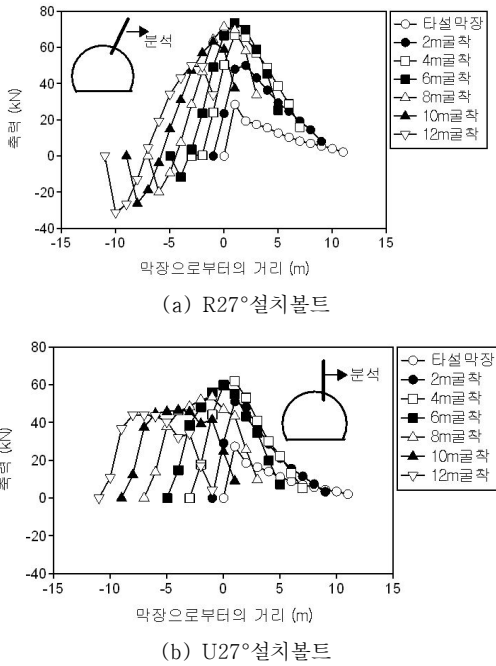 80
60
40
20
0
-20
-40
-15
-10
-5
0
5
10
15
축력 (kN)
막장으로부터의 거리 (m)
분석
타설막장
2m굴착
4m굴착
6m굴착
8m굴착
10m굴착
12m굴착
(a) R27°설치볼트
80
60
40
20
0
-20
-40
-15
-10
-5
0
5
10
15
축력 (kN)
막장으로부터의 거리 (m)
분석
타설막장
2m굴착
4m굴착
6m굴착
8m굴착
10m굴착
12m굴착
(b) U27°설치볼트